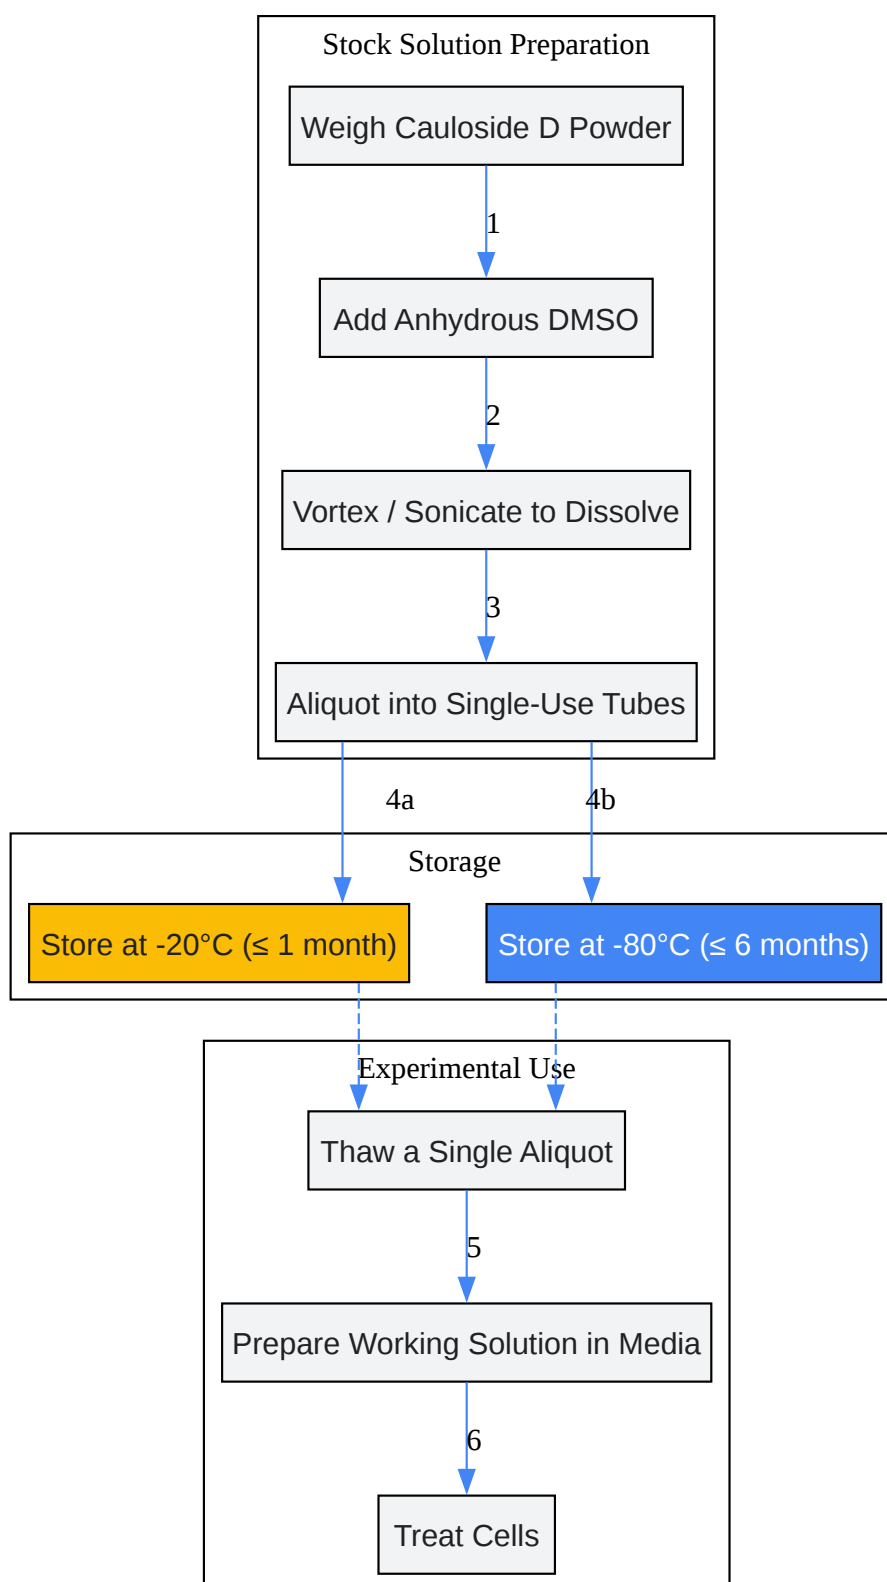 Stock Solution Preparation
Weigh Cauloside D Powder
1
Add Anhydrous DMSO
2
Vortex / Sonicate to Dissolve
3
Aliquot into Single-Use Tubes
4a
4b
Storage
Store at -20°C (≤ 1 month)
Store at -80°C (≤ 6 months)
Experimental Use
Thaw a Single Aliquot
5
Prepare Working Solution in Media
6
Treat Cells